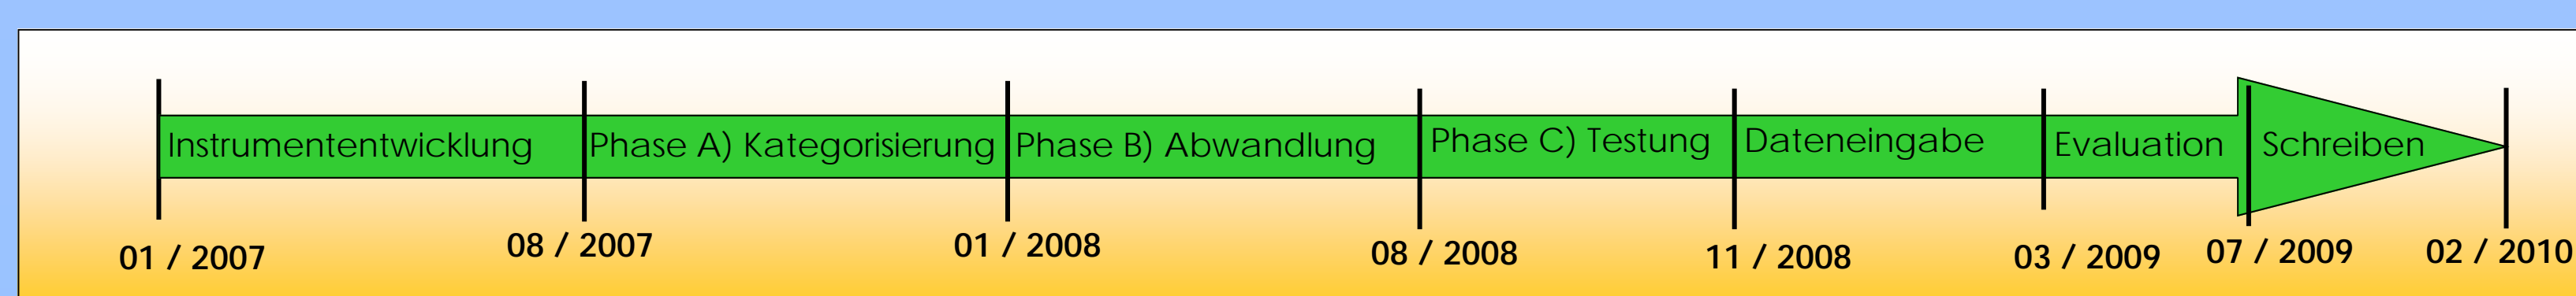 Instrumententwicklung Phase A) Kategorisierung Phase B) Abwandlung Phase C) Testung Dateneingabe Evaluation Schreiben
01 / 2007 08 / 2007 01 / 2008 08 / 2008 11 / 2008 03 / 2009 07 / 2009 02 / 2010